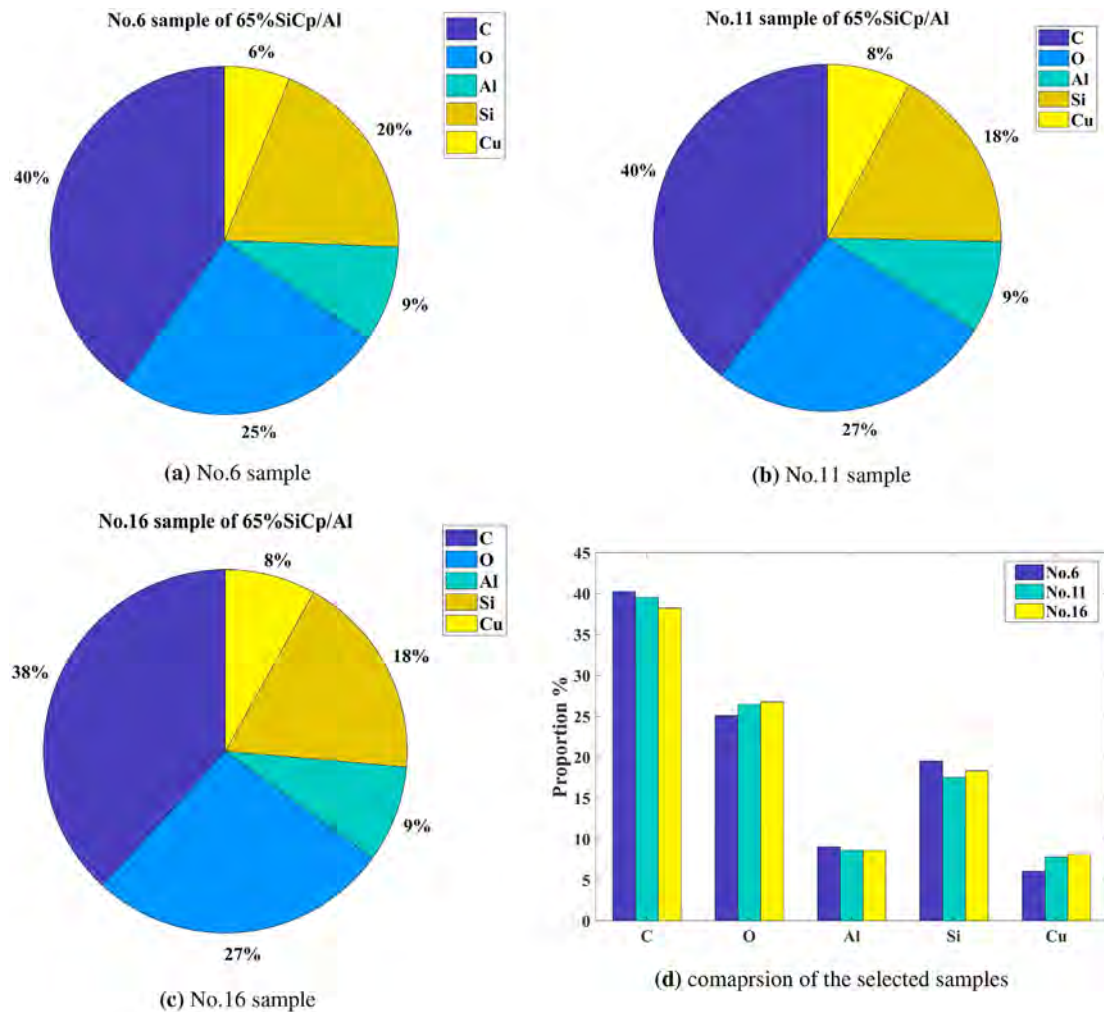 No.6 sample of 65%SiCp/Al
C
O
Al
Si
Cu
6%
20%
40%
9%
25%
(a) No.6 sample
No.11 sample of 65%SiCp/Al
C
O
Al
Si
Cu
8%
18%
40%
9%
27%
(b) No.11 sample
No.16 sample of 65%SiCp/Al
C
O
Al
Si
Cu
8%
18%
38%
9%
27%
(c) No.16 sample
45
40
35
30
25
20
15
10
5
0
Proportion %
No.6
No.11
No.16
C O Al Si Cu
(d) comaprsion of the selected samples